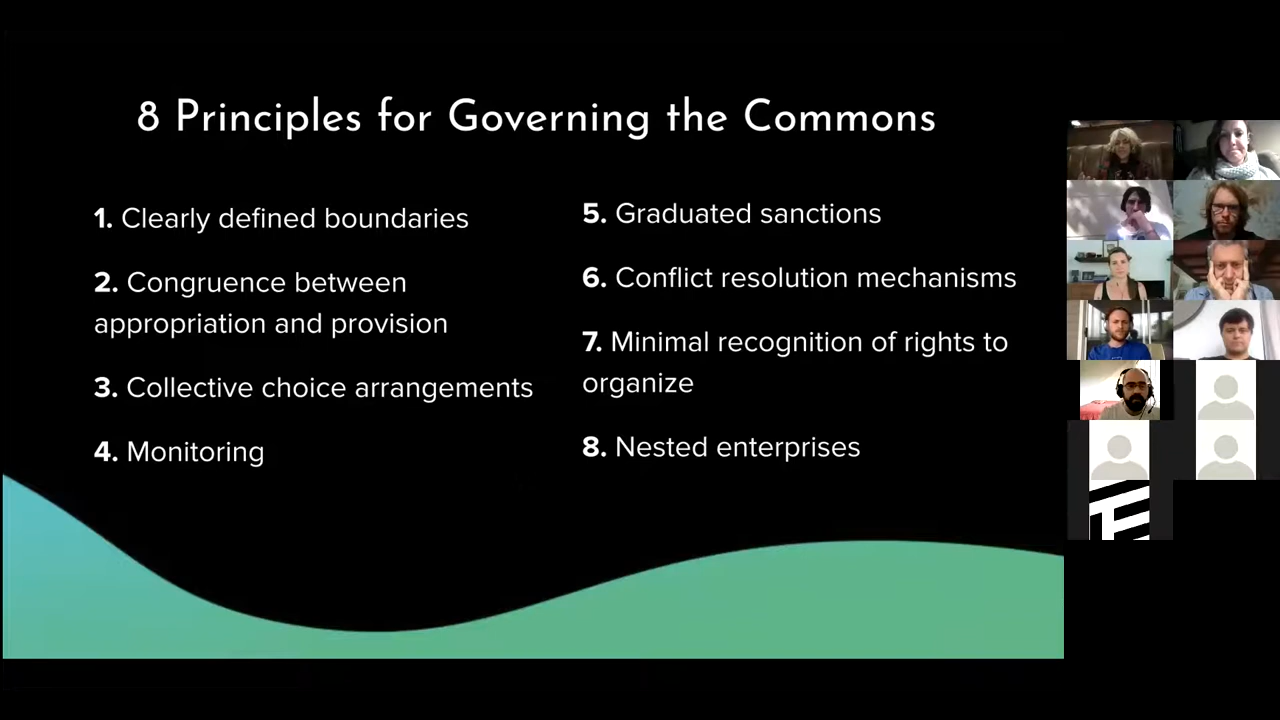 8 Principles for Governing the Commons
1. Clearly defined boundaries
2. Congruence between
appropriation and provision
3. Collective choice arrangements
4. Monitoring
5. Graduated sanctions
6. Conflict resolution mechanisms
7. Minimal recognition of rights to
organize
8. Nested enterprises